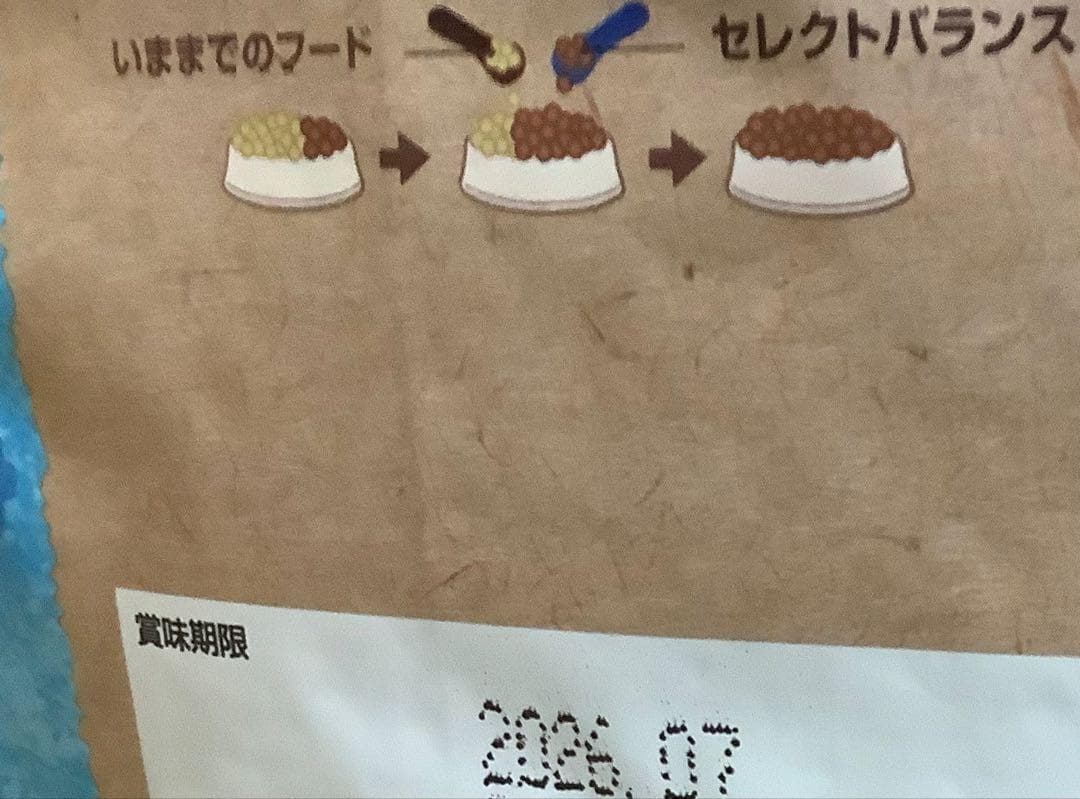 いままでのフード
セレクトバランス
賞味期限
2026.07